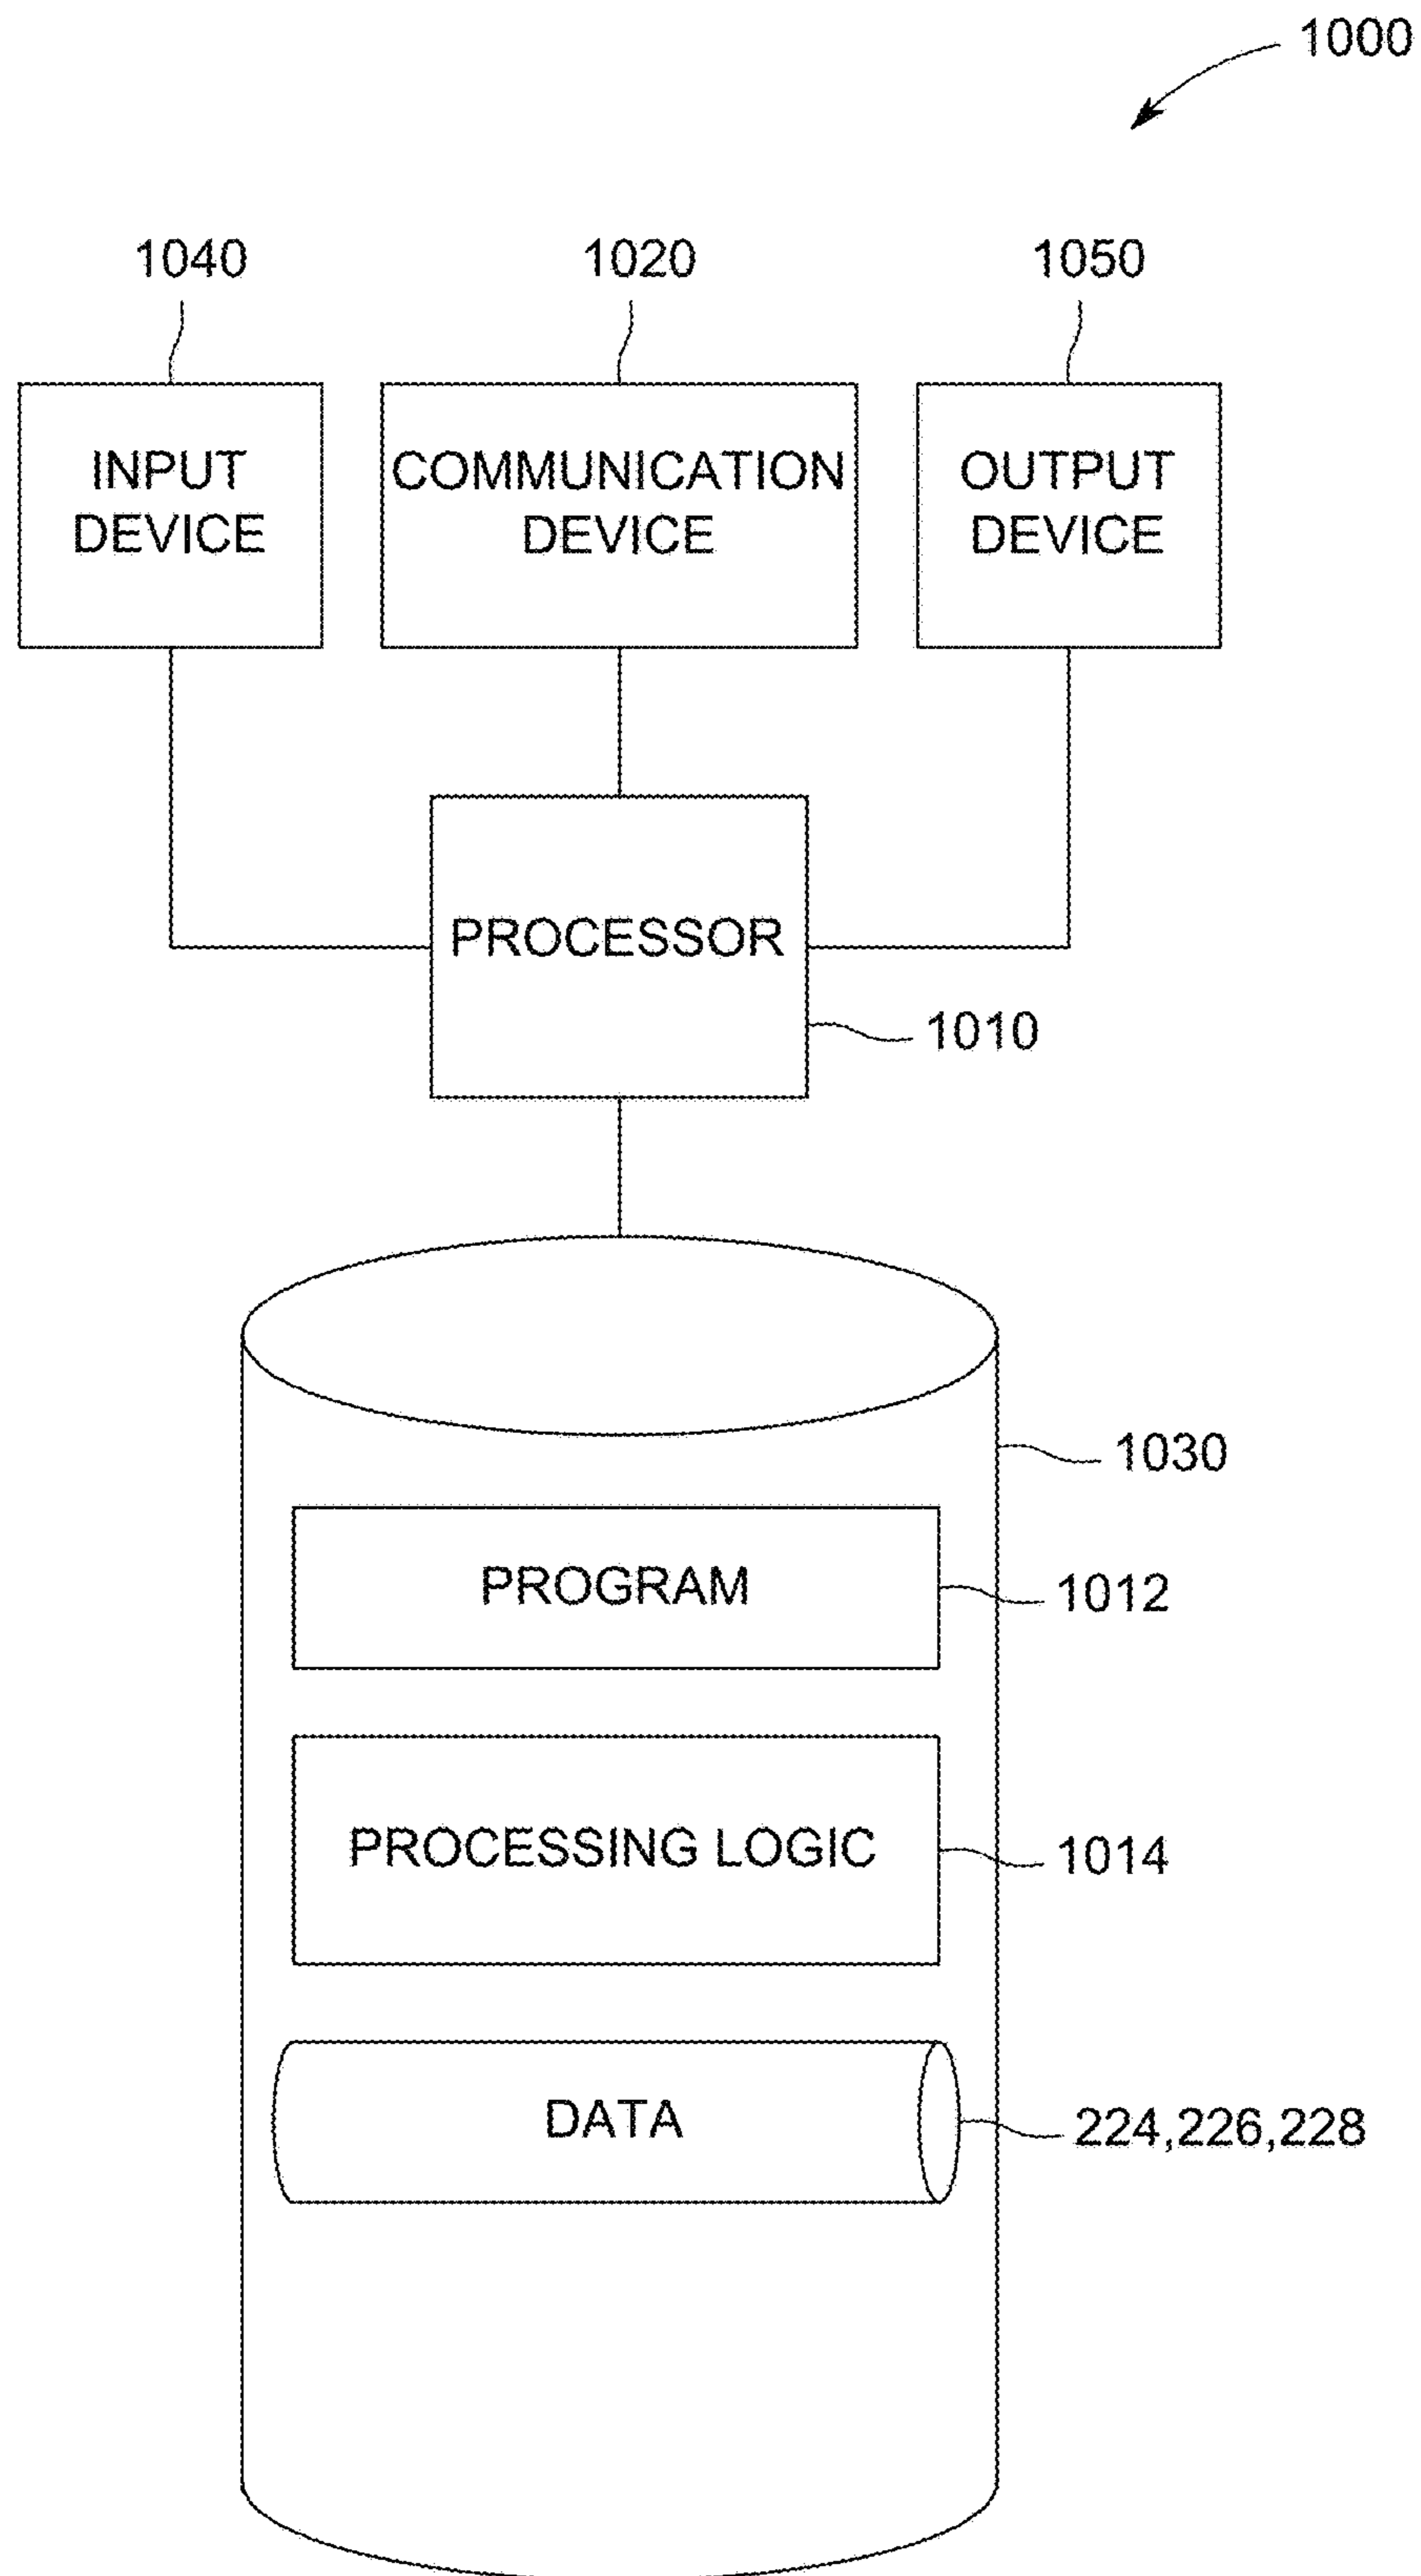 1000
1040
1020
1050
INPUT
DEVICE
COMMUNICATION
DEVICE
OUTPUT
DEVICE
PROCESSOR
1010
1030
PROGRAM
1012
PROCESSING LOGIC
1014
DATA
224,226,228